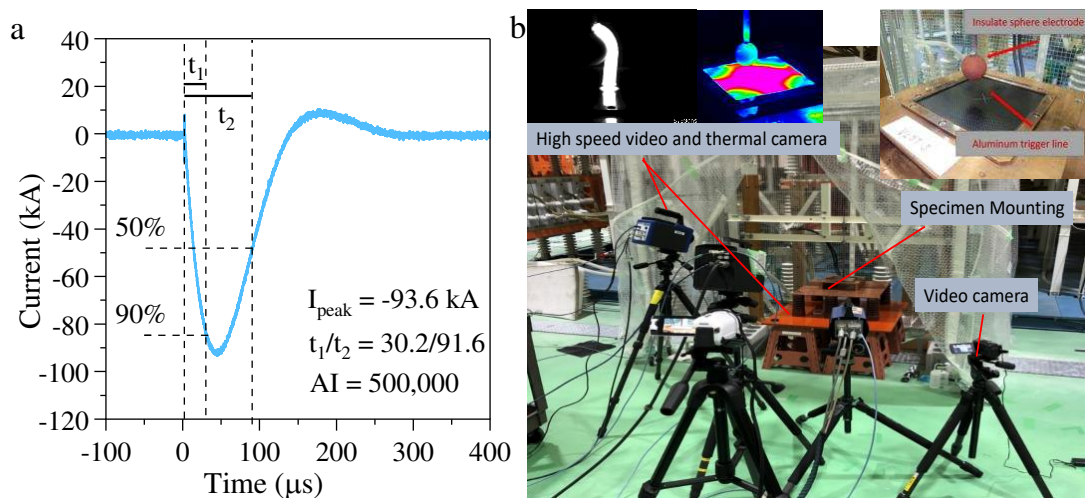 a
40
20
0
-20
-40
-60
-80
-100
-120
Current (kA)
t₁
t₂
50%
90%
I_peak = -93.6 kA
t₁/t₂ = 30.2/91.6
AI = 500,000
-100 0 100 200 300 400
Time (μs)
b
Insulate sphere electrode
Aluminum trigger line
High speed video and thermal camera
Specimen Mounting
Video camera